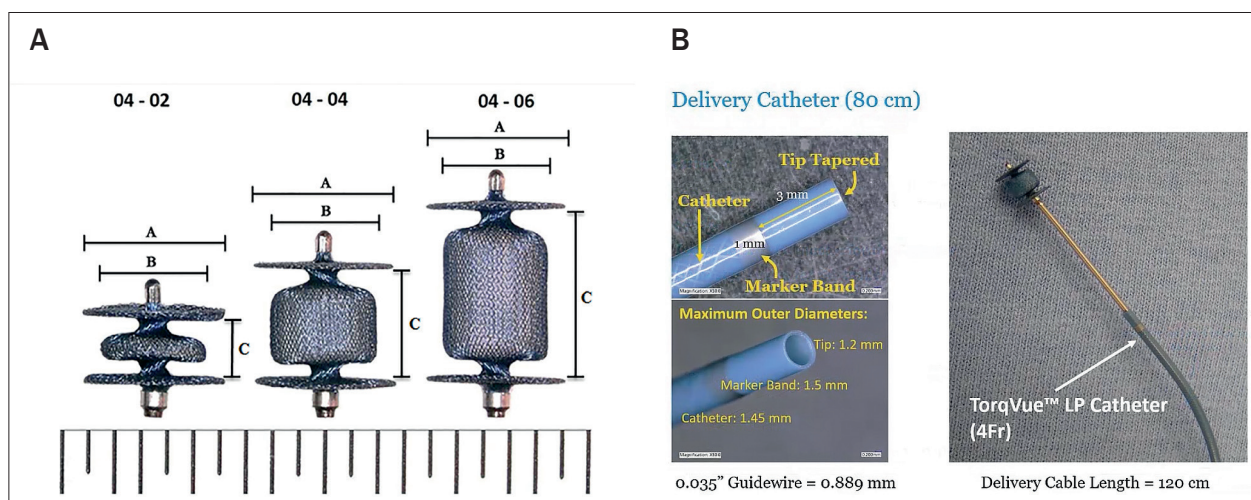 A
04 - 02
04 - 04
04 - 06
A
B
C
A
B
C
A
B
C
B
Delivery Catheter (80 cm)
Tip Tapered
3 mm
Catheter
1 mm
Marker Band
Maximum Outer Diameters:
Tip: 1.2 mm
Marker Band: 1.5 mm
Catheter: 1.45 mm
0.035” Guidewire = 0.889 mm
TorqVue™ LP Catheter
(4Fr)
Delivery Cable Length = 120 cm